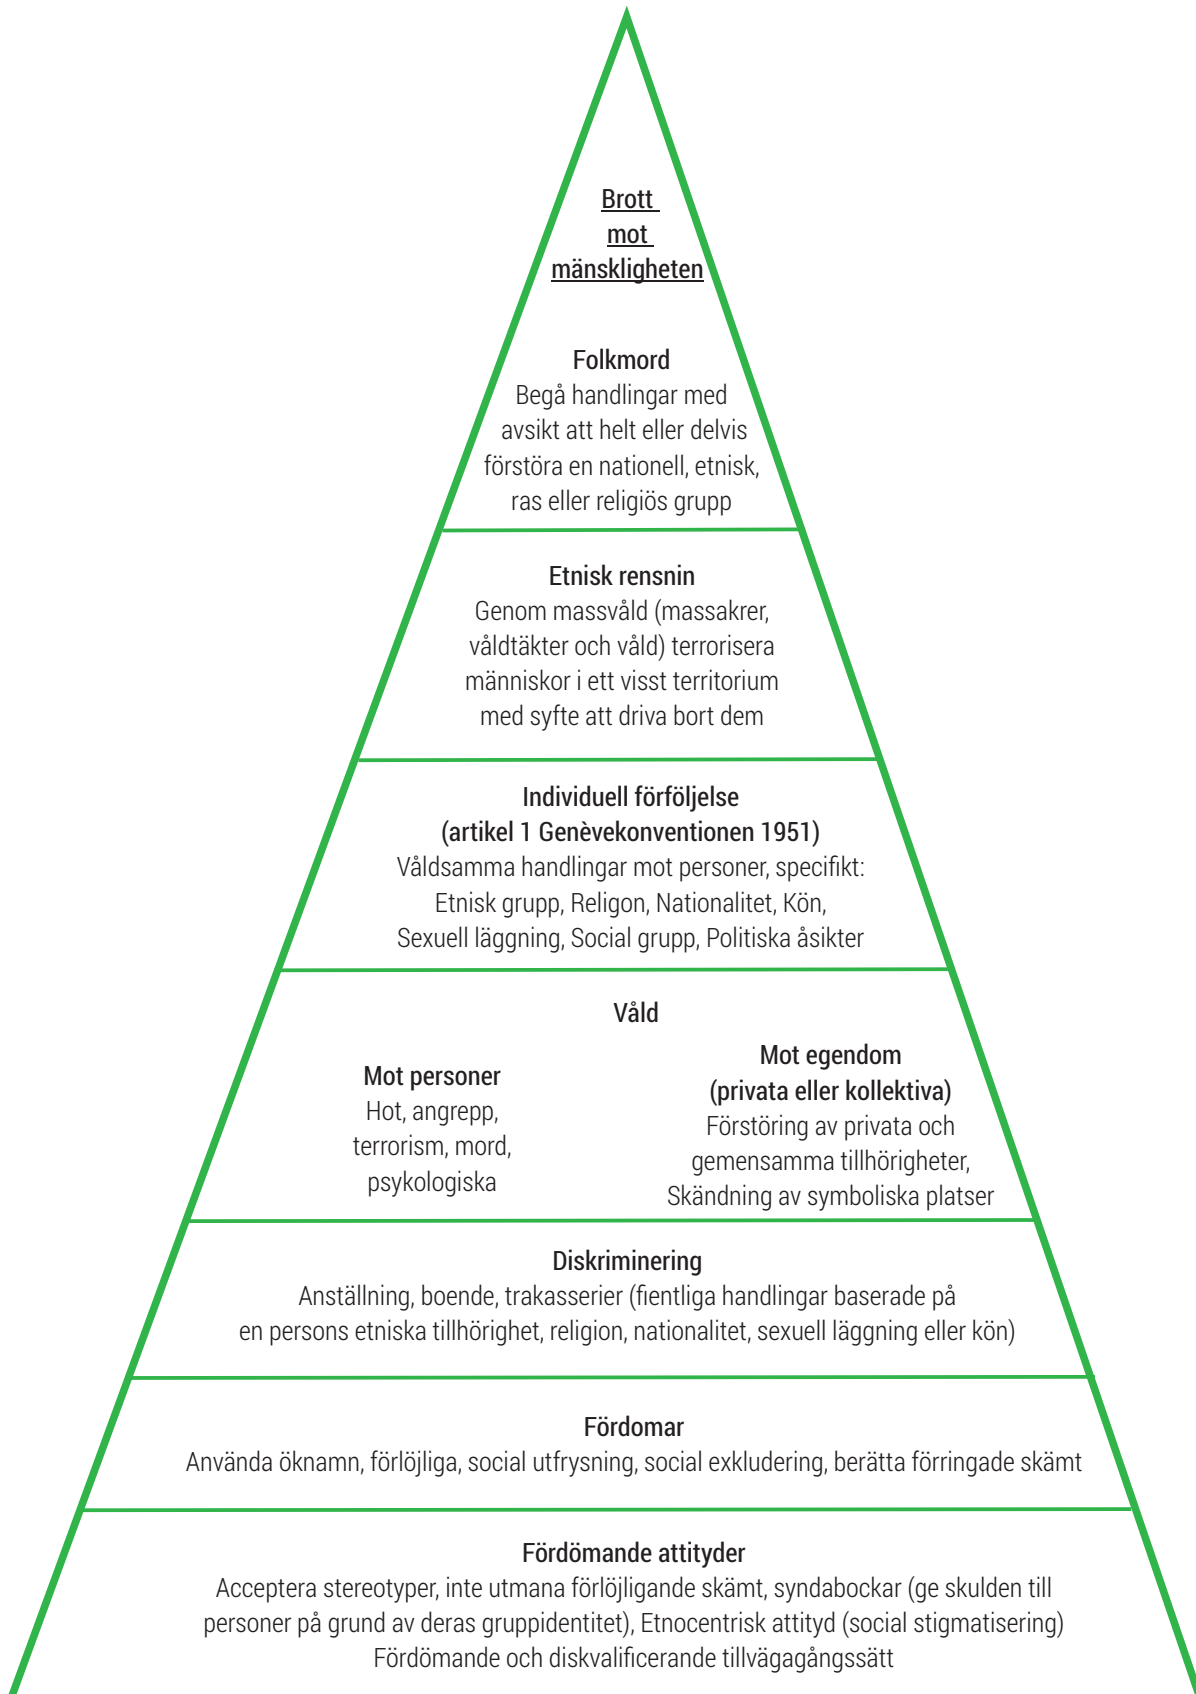 Brott
mot
mänskligheten
Folkmord
Begå handlingar med
avsikt att helt eller delvis
förstöra en nationell, etnisk,
ras eller religiös grupp
Etnisk rensnin
Genom massvåld (massakrer,
våldtäkter och våld) terrorisera
människor i ett visst territorium
med syfte att driva bort dem
Individuell förföljelse
(artikel 1 Genèvekonventionen 1951)
Våldsamma handlingar mot personer, specifikt:
Etnisk grupp, Religon, Nationalitet, Kön,
Sexuell läggning, Social grupp, Politiska åsikter
Våld
Mot personer
Hot, angrepp,
terrorism, mord,
psykologiska
Mot egendom
(privata eller kollektiva)
Förstöring av privata och
gemensamma tillhörigheter,
Skändning av symboliska platser
Diskriminering
Anställning, boende, trakasserier (fientliga handlingar baserade på
en persons etniska tillhörighet, religion, nationalitet, sexuell läggning eller kön)
Fördomar
Använda öknamn, förlöjliga, social utfrysning, social exkludering, berätta förringade skämt
Fördömande attityder
Acceptera stereotyper, inte utmana förlöjligande skämt, syndabockar (ge skulden till
personer på grund av deras gruppidentitet), Etnocentrisk attityd (social stigmatisering)
Fördömande och diskvalificerande tillvägagångssätt